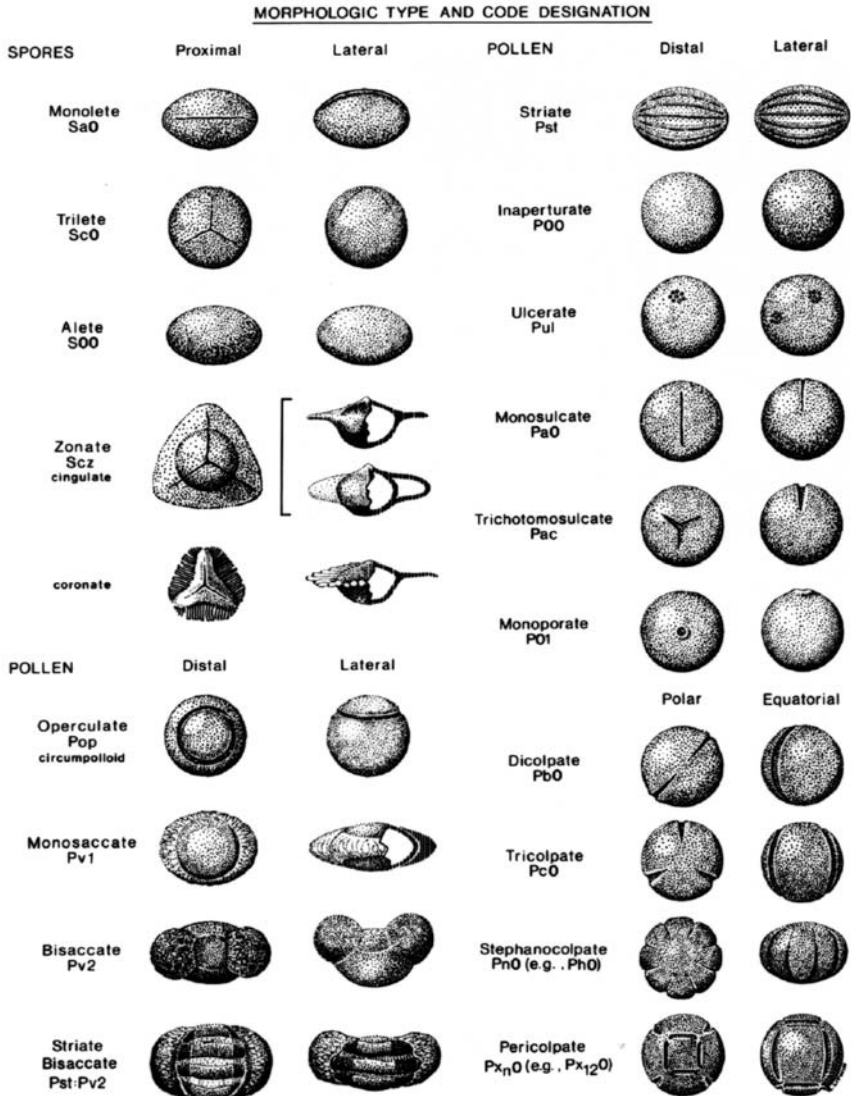 MORPHOLOGIC TYPE AND CODE DESIGNATION
SPORES Proximal Lateral
Monolete
Sa0
Trilete
Sc0
Alete
S00
Zonate
Scz
cingulate
coronate
POLLEN Distal Lateral
Operculate
Pop
circumpolloid
Monosaccate
Pv1
Bisaccate
Pv2
Striate
Bisaccate
Pst:Pv2
POLLEN Distal Lateral
Striate
Pst
Inaperturate
P00
Ulcerate
Pul
Monosulcate
Pa0
Trichotomosulcate
Pac
Monoporate
P01
Polar Equatorial
Dicolpate
Pb0
Tricolpate
Pc0
Stephanocolpate
Pn0 (e.g., Ph0)
Pericolpate
Pxn0 (e.g., Px120)